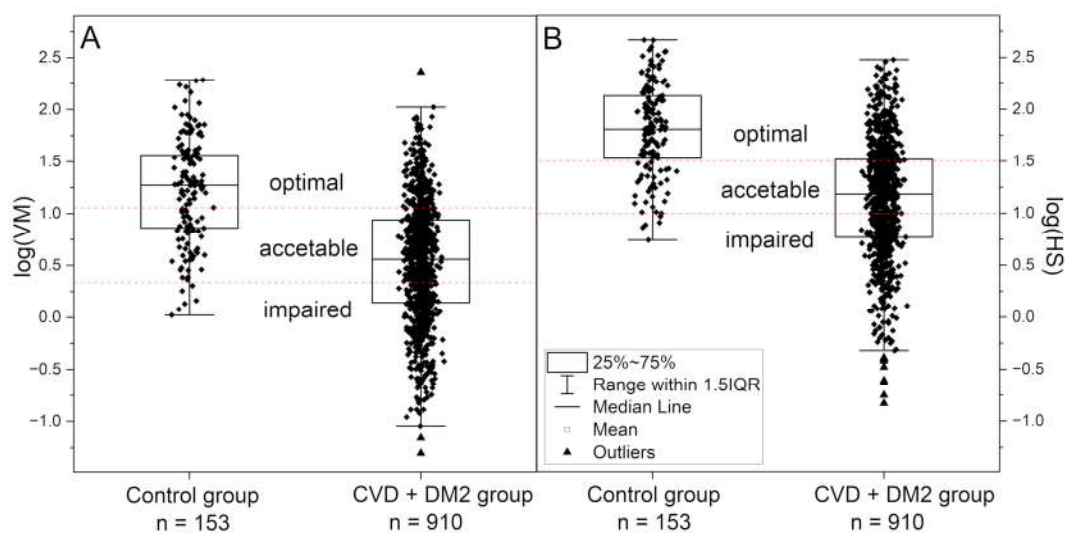 A
log(VM)
2.5
2.0
1.5
1.0
0.5
0.0
−0.5
−1.0
optimal
accetable
impaired
Control group
n = 153
CVD + DM2 group
n = 910
B
optimal
accetable
impaired
25%~75%
Range within 1.5IQR
Median Line
Mean
Outliers
Control group
n = 153
CVD + DM2 group
n = 910
2.5
2.0
1.5
1.0
0.5
0.0
−0.5
−1.0
log(HS)